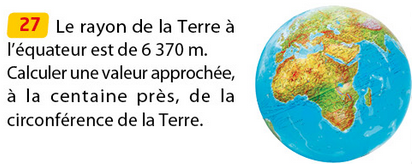 27 Le rayon de la Terre à
l'équateur est de 6 370 m.
Calculer une valeur approchée,
à la centaine près, de la
circonférence de la Terre.